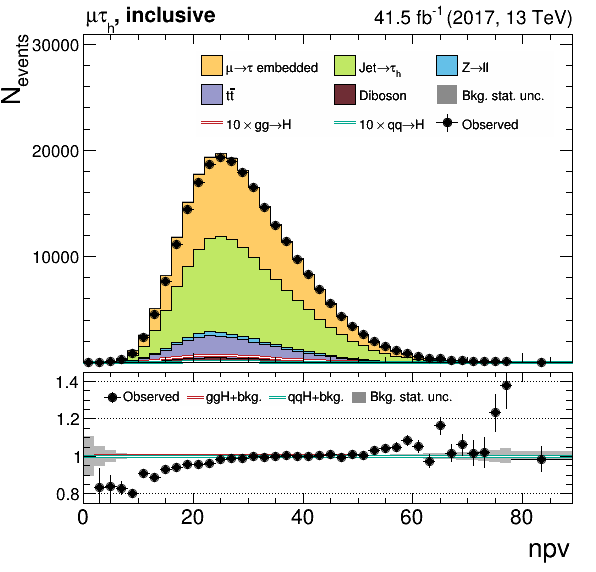 μτh, inclusive
41.5 fb-1 (2017, 13 TeV)
Nevents
30000
20000
10000
μ→τ embedded
Jet→τh
Z→ll
tt̄
Diboson
Bkg. stat. unc.
10 × gg→H
10 × qq→H
Observed
1.4
1.2
1
0.8
Observed
ggH+bkg.
qqH+bkg.
Bkg. stat. unc.
0
20
40
60
80
npv